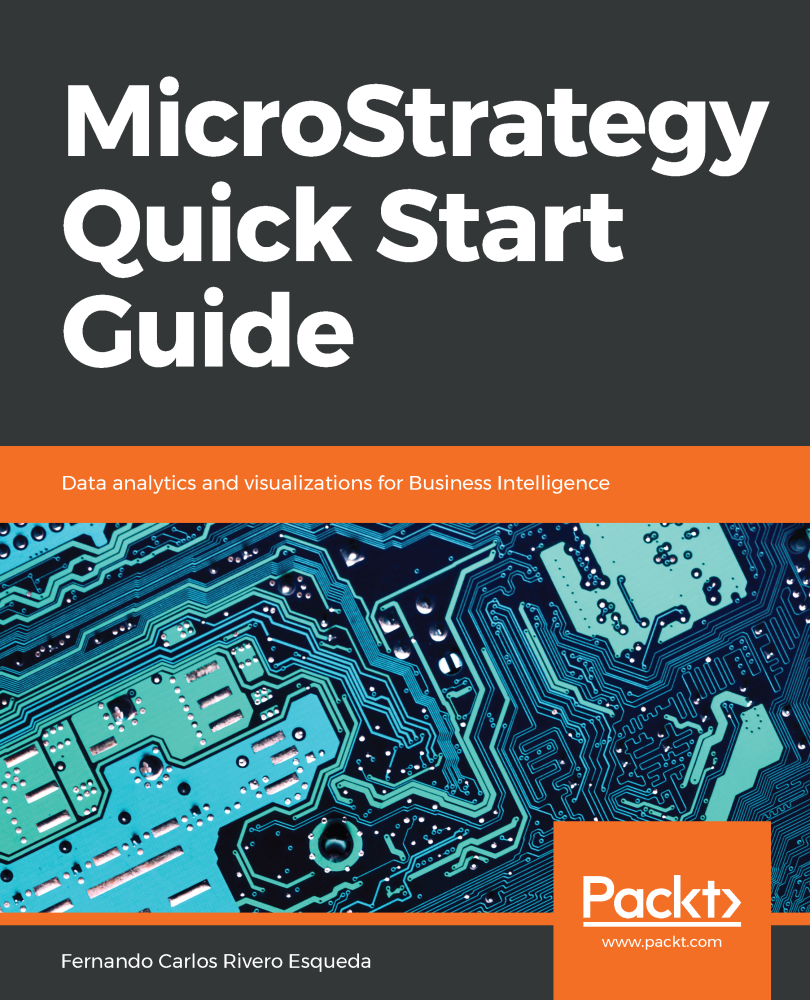 MicroStrategy
Quick Start
Guide
Data analytics and visualizations for Business Intelligence
Packt>
www.packt.com
Fernando Carlos Rivero Esqueda